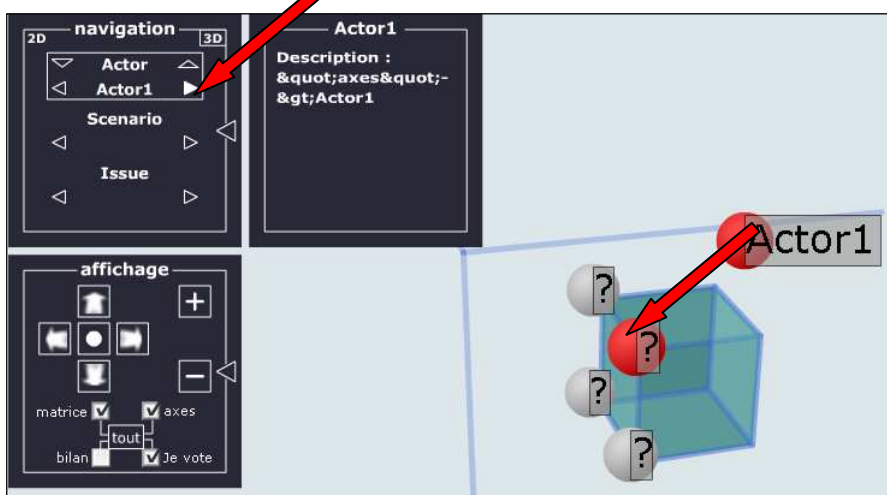 navigation
2D
3D
Actor
Actor1
Scenario
Issue
Actor1
Description :
&quot;axes&quot;-
&gt;Actor1
affichage
+
−
matrice
axes
tout
bilan
Je vote
Actor1
?
?
?
?